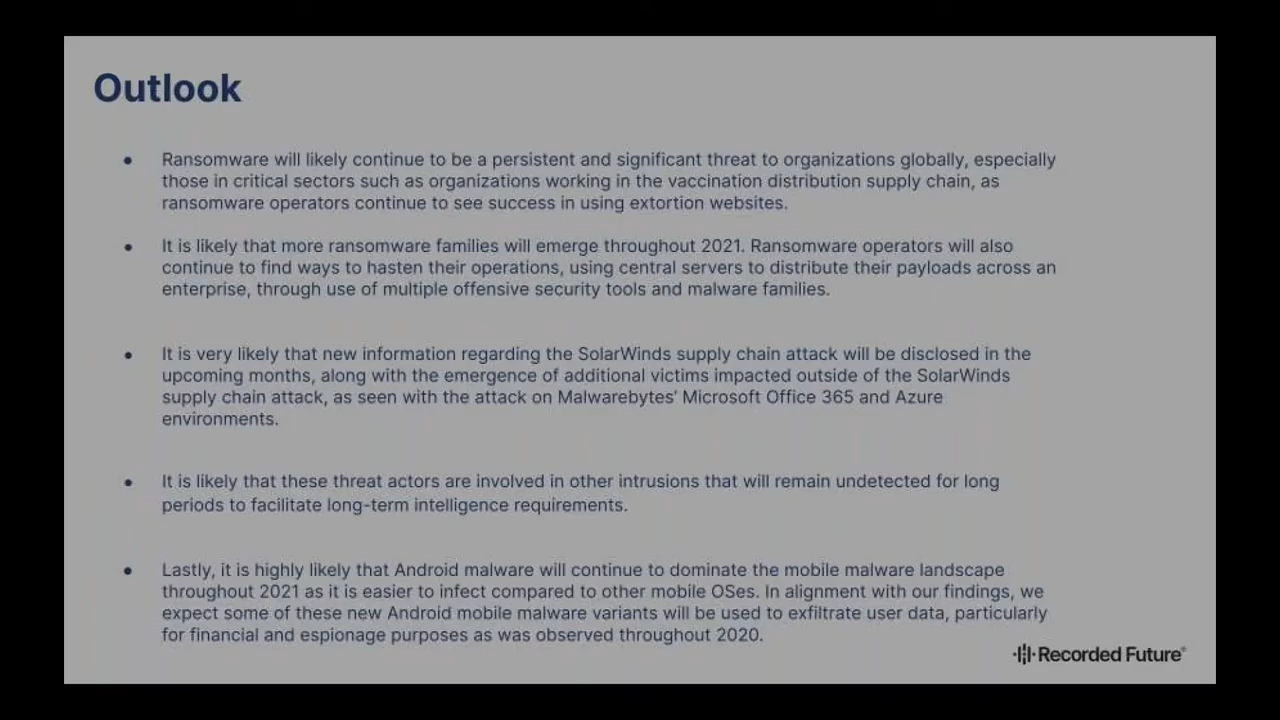 Outlook
● Ransomware will likely continue to be a persistent and significant threat to organizations globally, especially
those in critical sectors such as organizations working in the vaccination distribution supply chain, as
ransomware operators continue to see success in using extortion websites.
● It is likely that more ransomware families will emerge throughout 2021. Ransomware operators will also
continue to find ways to hasten their operations, using central servers to distribute their payloads across an
enterprise, through use of multiple offensive security tools and malware families.
● It is very likely that new information regarding the SolarWinds supply chain attack will be disclosed in the
upcoming months, along with the emergence of additional victims impacted outside of the SolarWinds
supply chain attack, as seen with the attack on Malwarebytes' Microsoft Office 365 and Azure
environments.
● It is likely that these threat actors are involved in other intrusions that will remain undetected for long
periods to facilitate long-term intelligence requirements.
● Lastly, it is highly likely that Android malware will continue to dominate the mobile malware landscape
throughout 2021 as it is easier to infect compared to other mobile OSes. In alignment with our findings, we
expect some of these new Android mobile malware variants will be used to exfiltrate user data, particularly
for financial and espionage purposes as was observed throughout 2020.
Recorded Future®